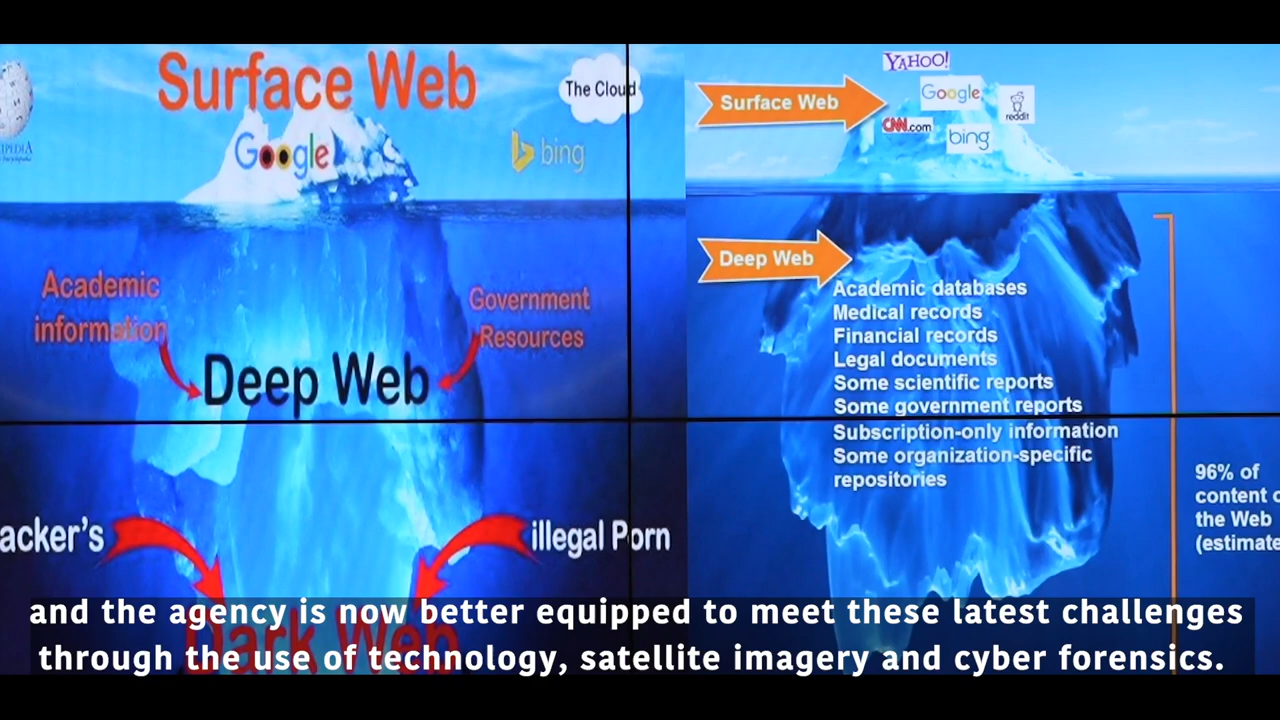 Surface Web
The Cloud
Google
bing
Academic
information
Government
Resources
Deep Web
acker's
illegal Porn
Dark Web
YAHOO!
Surface Web
Google
reddit
CNN.com
bing
Deep Web
Academic databases
Medical records
Financial records
Legal documents
Some scientific reports
Some government reports
Subscription-only information
Some organization-specific
repositories
96% of
content o
the Web
(estimate
and the agency is now better equipped to meet these latest challenges
through the use of technology, satellite imagery and cyber forensics.